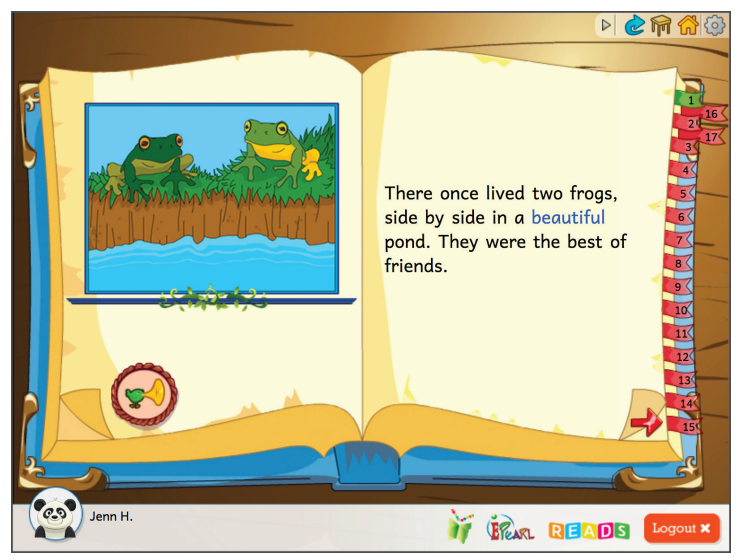 There once lived two frogs,
side by side in a beautiful
pond. They were the best of
friends.
1
16
2
17
3
4
5
6
7
8
9
10
11
12
13
14
15
Jenn H.
EPEARL
READS
Logout ✖